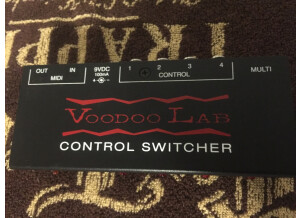 OUT IN
MIDI
9VDC
100mA
1 2 3 4
CONTROL
MULTI
VOODOO LAB
CONTROL SWITCHER
TRAPP